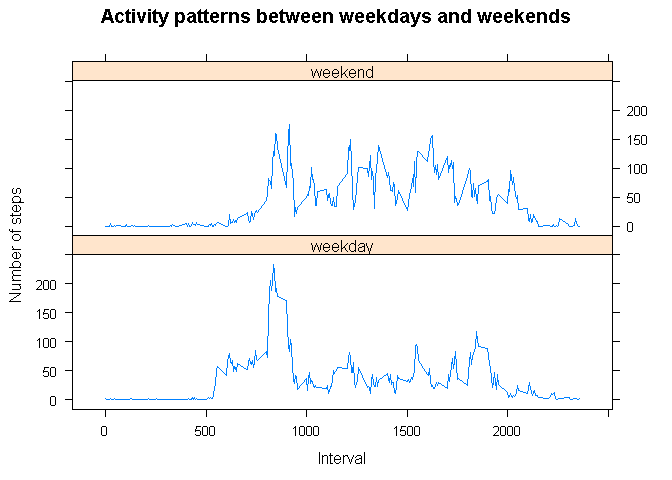 Activity patterns between weekdays and weekends
weekend
200
150
100
50
0
Number of steps
weekday
200
150
100
50
0
0 500 1000 1500 2000
Interval